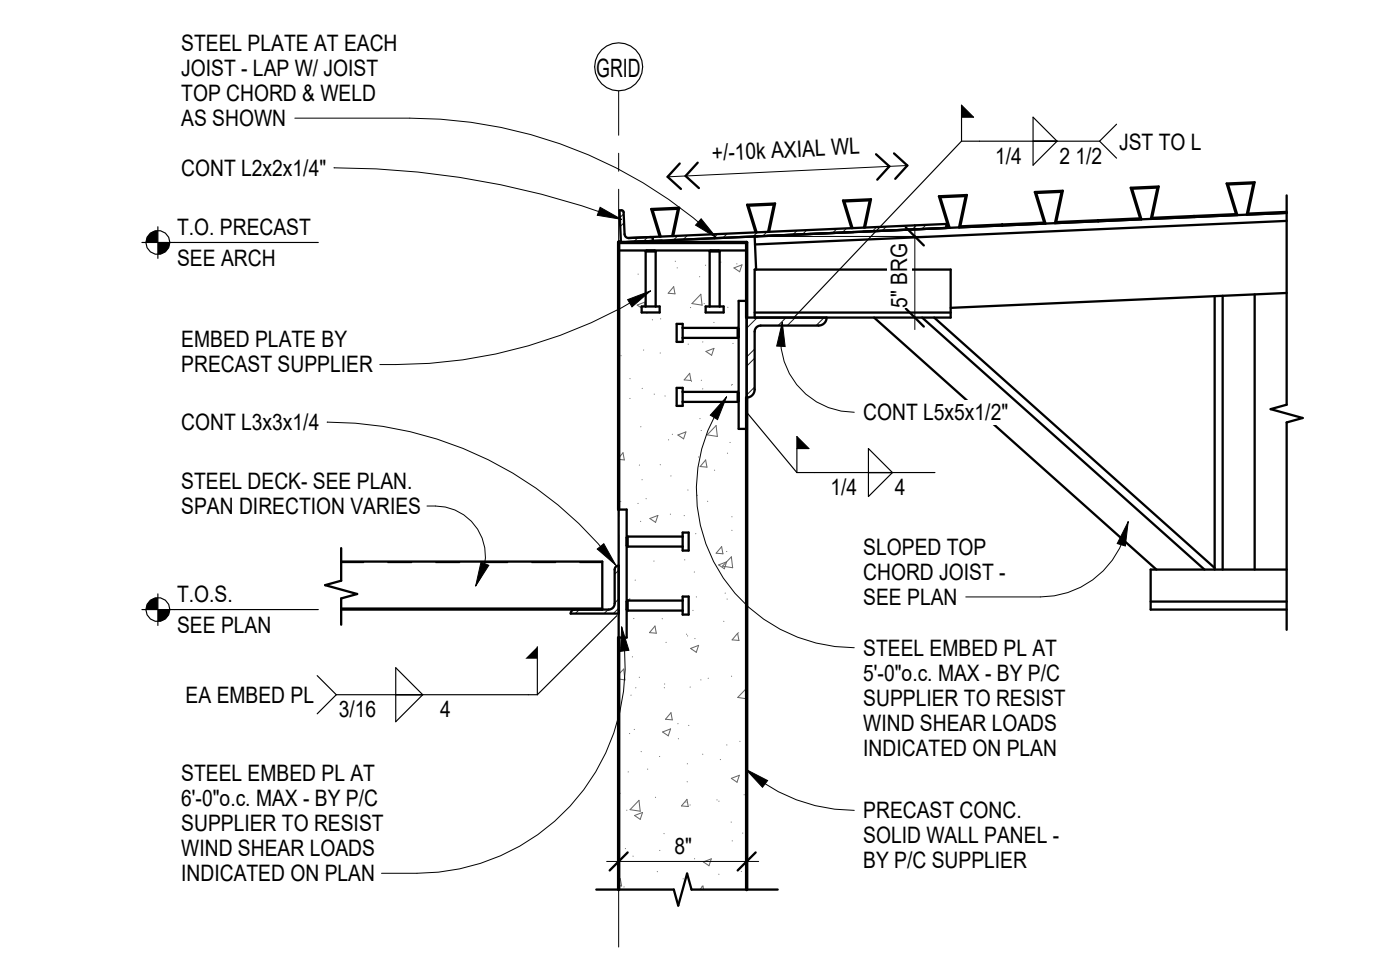 STEEL PLATE AT EACH
JOIST - LAP W/ JOIST
TOP CHORD & WELD
AS SHOWN
GRID
CONT L2x2x1/4"
+/-10k AXIAL WL
1/4
2 1/2
JST TO L
T.O. PRECAST
SEE ARCH
5" BRG
EMBED PLATE BY
PRECAST SUPPLIER
CONT L3x3x1/4
CONT L5x5x1/2"
STEEL DECK- SEE PLAN.
SPAN DIRECTION VARIES
1/4
4
SLOPED TOP
CHORD JOIST -
SEE PLAN
T.O.S.
SEE PLAN
EA EMBED PL
3/16
4
STEEL EMBED PL AT
5'-0"o.c. MAX - BY P/C
SUPPLIER TO RESIST
WIND SHEAR LOADS
INDICATED ON PLAN
STEEL EMBED PL AT
6'-0"o.c. MAX - BY P/C
SUPPLIER TO RESIST
WIND SHEAR LOADS
INDICATED ON PLAN
PRECAST CONC.
SOLID WALL PANEL -
BY P/C SUPPLIER
8"